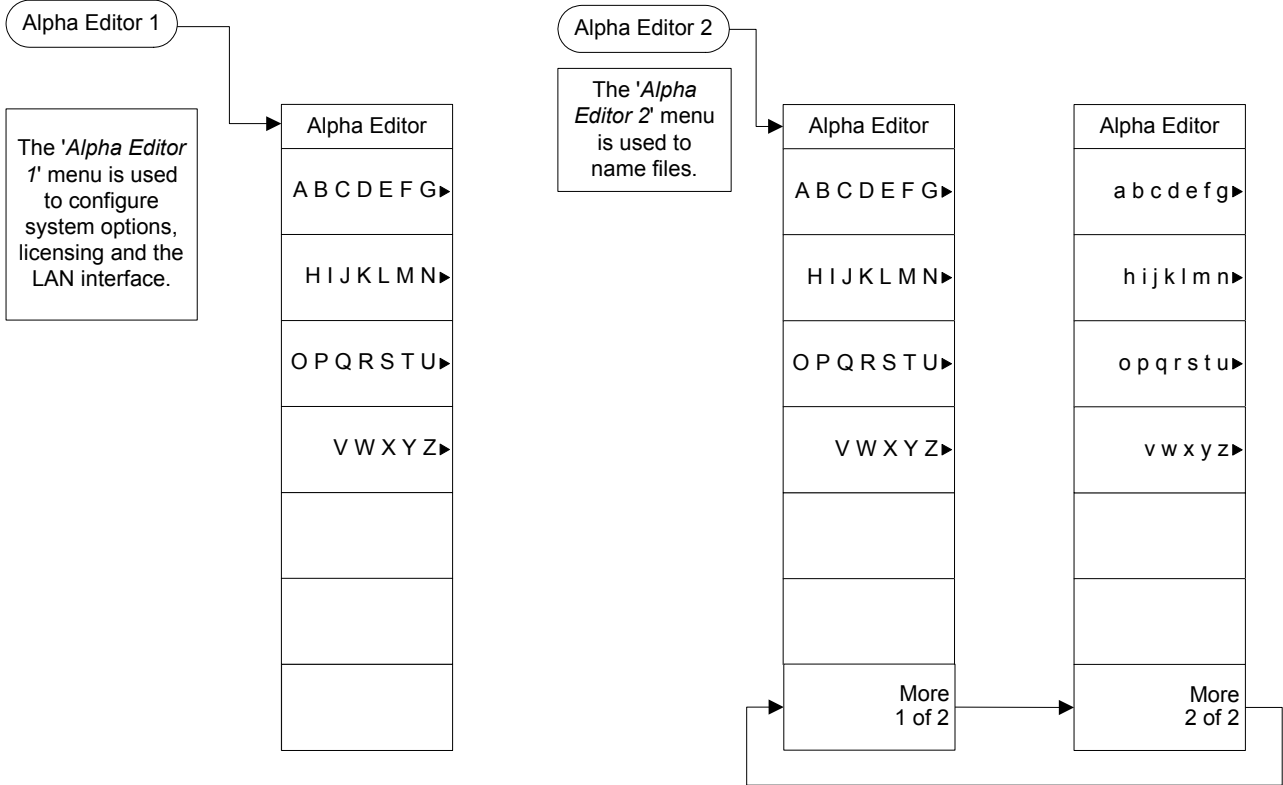 Alpha Editor 1
The 'Alpha Editor
1' menu is used
to configure
system options,
licensing and the
LAN interface.
Alpha Editor
A B C D E F G
H I J K L M N
O P Q R S T U
V W X Y Z
Alpha Editor 2
The 'Alpha
Editor 2' menu
is used to
name files.
Alpha Editor
A B C D E F G
H I J K L M N
O P Q R S T U
V W X Y Z
More
1 of 2
Alpha Editor
a b c d e f g
h i j k l m n
o p q r s t u
v w x y z
More
2 of 2